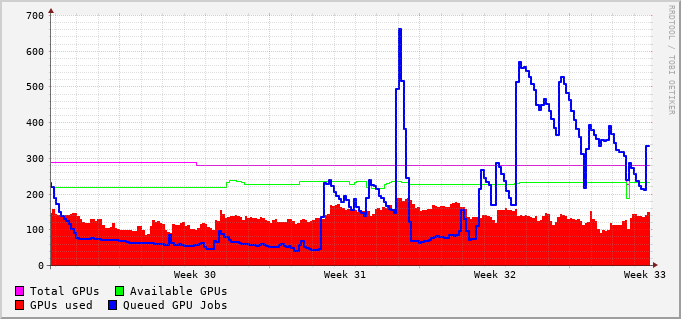 700
600
500
400
300
200
100
0
Week 30 Week 31 Week 32 Week 33
Total GPUs Available GPUs
GPUs used Queued GPU Jobs
RRDTOOL / TOBI OETIKER